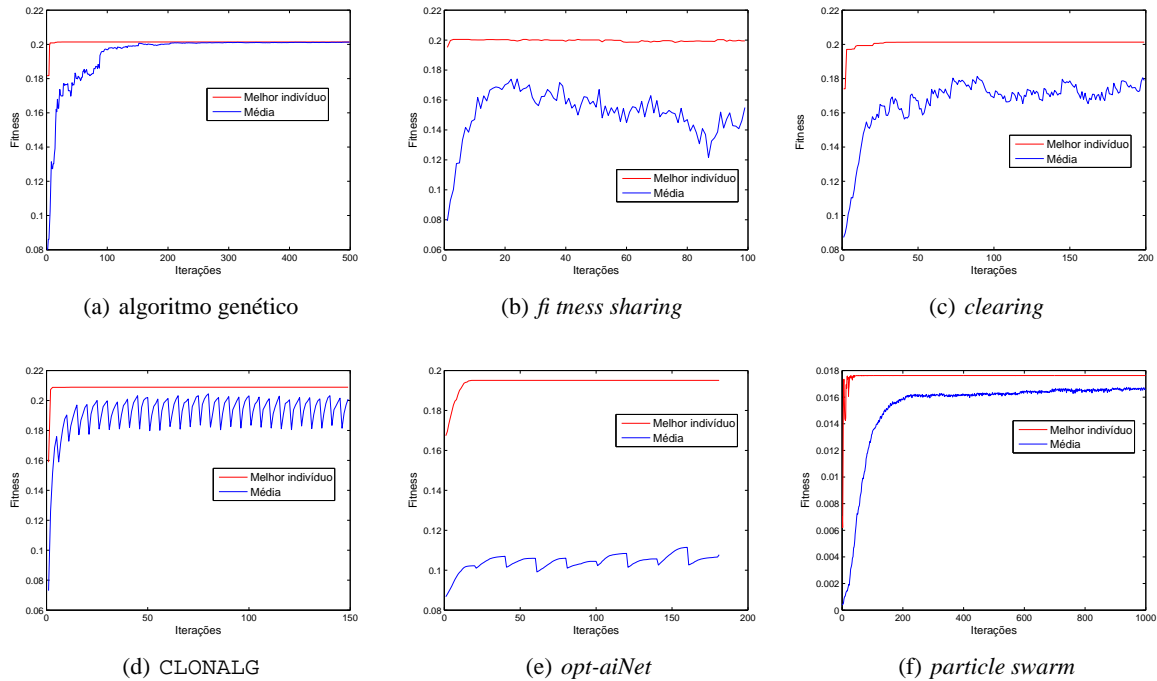 0.22
0.2
0.18
0.16
0.14
0.12
0.1
0.08
Fitness
0 100 200 300 400 500
Iterações
Melhor indivíduo
Média
(a) algoritmo genético
0.22
0.2
0.18
0.16
0.14
0.12
0.1
0.08
0.06
Fitness
0 20 40 60 80 100
Iterações
Melhor indivíduo
Média
(b) fi tness sharing
0.22
0.2
0.18
0.16
0.14
0.12
0.1
0.08
Fitness
0 50 100 150 200
Iterações
Melhor indivíduo
Média
(c) clearing
0.22
0.2
0.18
0.16
0.14
0.12
0.1
0.08
0.06
Fitness
0 50 100 150
Iterações
Melhor indivíduo
Média
(d) CLONALG
0.2
0.18
0.16
0.14
0.12
0.1
0.08
Fitness
0 50 100 150 200
Iterações
Melhor indivíduo
Média
(e) opt-aiNet
0.018
0.016
0.014
0.012
0.01
0.008
0.006
0.004
0.002
0
Fitness
0 200 400 600 800 1000
Iterações
Melhor indivíduo
Média
(f) particle swarm